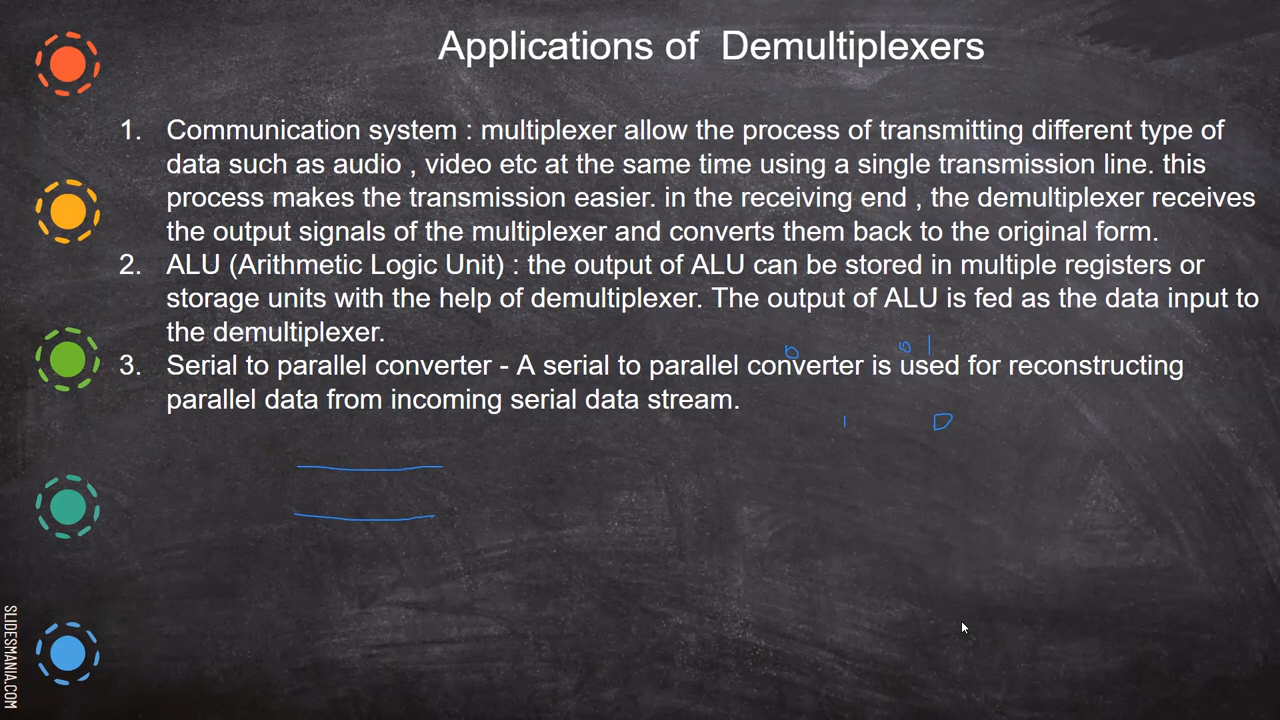 Applications of Demultiplexers
1. Communication system : multiplexer allow the process of transmitting different type of
data such as audio , video etc at the same time using a single transmission line. this
process makes the transmission easier. in the receiving end , the demultiplexer receives
the output signals of the multiplexer and converts them back to the original form.
2. ALU (Arithmetic Logic Unit) : the output of ALU can be stored in multiple registers or
storage units with the help of demultiplexer. The output of ALU is fed as the data input to
the demultiplexer.
0 0 1
3. Serial to parallel converter - A serial to parallel converter is used for reconstructing
parallel data from incoming serial data stream.
1 D
SLIDESMANIA.COM